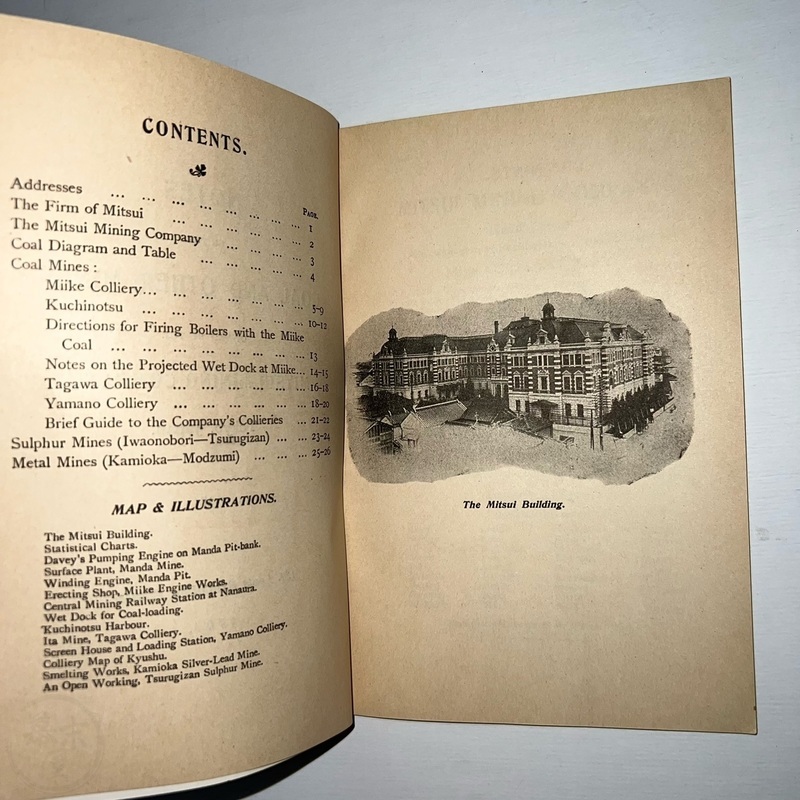 CONTENTS.
PAGE.
Addresses ... ... ... ... ... ... ... 1
The Firm of Mitsui ... ... ... ... ... 2
The Mitsui Mining Company ... ... ... 3
Coal Diagram and Table ... ... ... ... 4
Coal Mines :
Miike Colliery... ... ... ... ... ... 5-9
Kuchinotsu ... ... ... ... ... ... 10-12
Directions for Firing Boilers with the Miike
Coal ... ... ... ... ... ... ... 13
Notes on the Projected Wet Dock at Miike... 14-15
Tagawa Colliery ... ... ... ... ... 16-18
Yamano Colliery ... ... ... ... ... 18-20
Brief Guide to the Company's Collieries ... 21-22
Sulphur Mines (Iwaonobori—Tsurugizan) ... ... 23-24
Metal Mines (Kamioka—Modzumi) ... ... ... 25-26
MAP & ILLUSTRATIONS.
The Mitsui Building.
Statistical Charts.
Davey's Pumping Engine on Manda Pit-bank.
Surface Plant, Manda Mine.
Winding Engine, Manda Pit.
Erecting Shop, Miike Engine Works.
Central Mining Railway Station at Nanaura.
Wet Dock for Coal-loading.
Kuchinotsu Harbour.
Ita Mine, Tagawa Colliery.
Screen House and Loading Station, Yamano Colliery.
Colliery Map of Kyushu.
Smelting Works, Kamioka Silver-Lead Mine.
An Open Working, Tsurugizan Sulphur Mine.
The Mitsui Building.